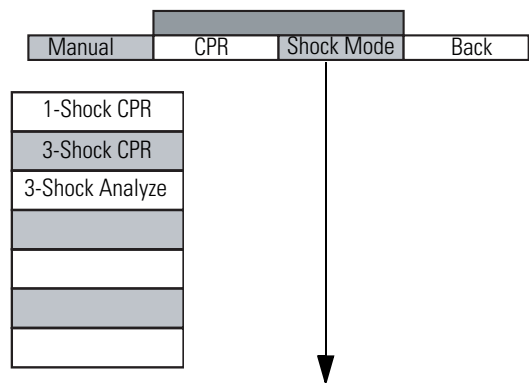 Manual CPR Shock Mode Back
1-Shock CPR
3-Shock CPR
3-Shock Analyze